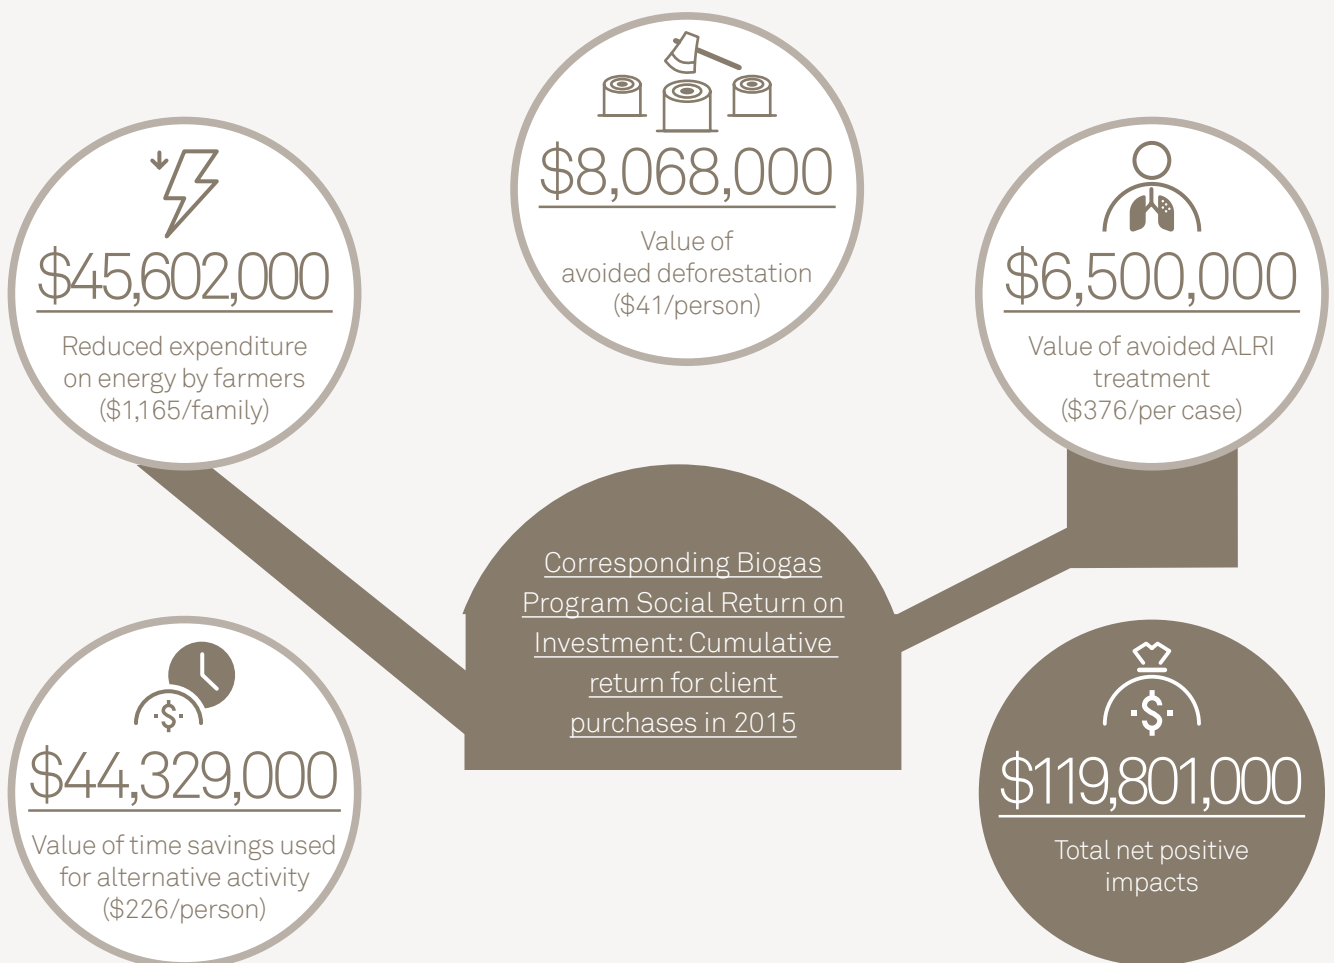 $8,068,000
Value of
avoided deforestation
($41/person)
$45,602,000
Reduced expenditure
on energy by farmers
($1,165/family)
$6,500,000
Value of avoided ALRI
treatment
($376/per case)
Corresponding Biogas
Program Social Return on
Investment: Cumulative
return for client
purchases in 2015
$44,329,000
Value of time savings used
for alternative activity
($226/person)
$119,801,000
Total net positive
impacts